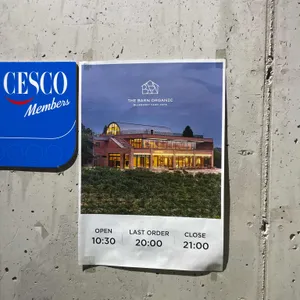 CESCO
Members
THE BARN ORGANIC
OPEN
10:30
LAST ORDER
20:00
CLOSE
21:00